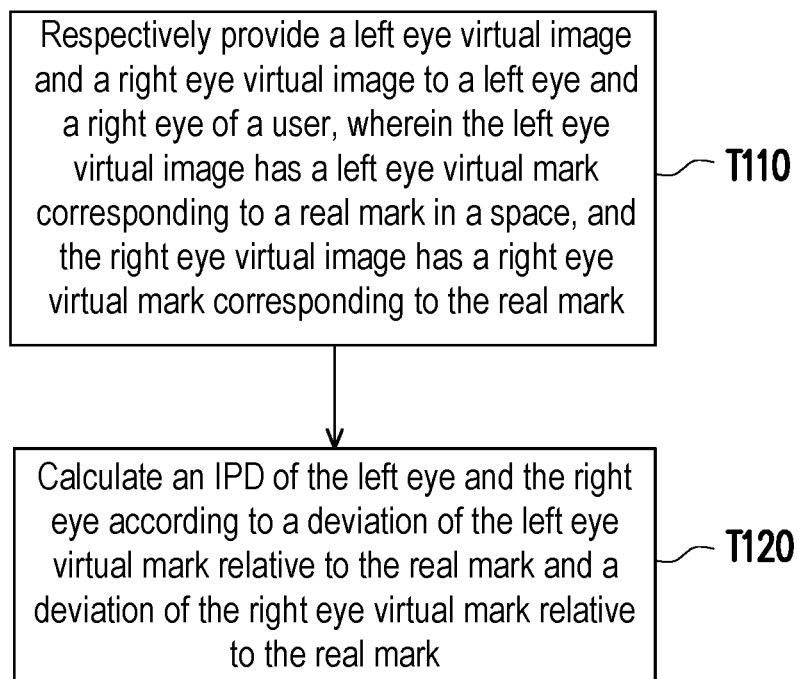 Respectively provide a left eye virtual image
and a right eye virtual image to a left eye and
a right eye of a user, wherein the left eye
virtual image has a left eye virtual mark
corresponding to a real mark in a space, and
the right eye virtual image has a right eye
virtual mark corresponding to the real mark
T110
Calculate an IPD of the left eye and the right
eye according to a deviation of the left eye
virtual mark relative to the real mark and a
deviation of the right eye virtual mark relative
to the real mark
T120